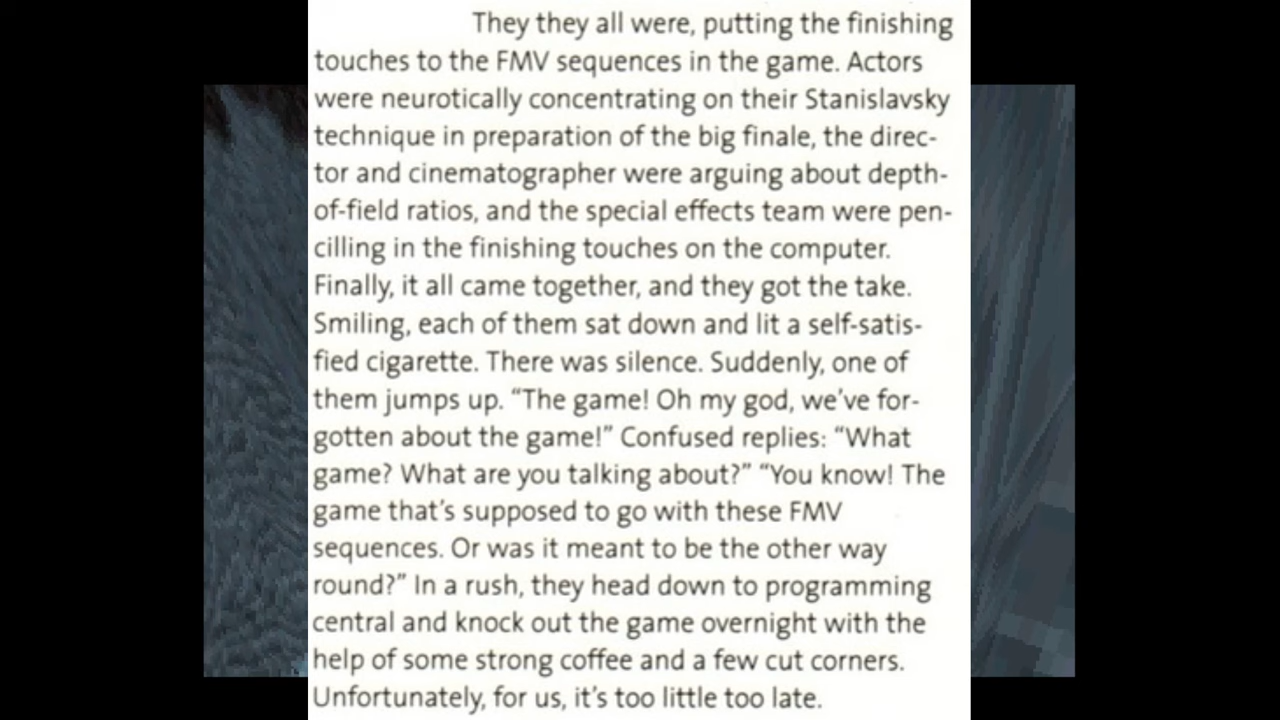 They they all were, putting the finishing
touches to the FMV sequences in the game. Actors
were neurotically concentrating on their Stanislavsky
technique in preparation of the big finale, the direc-
tor and cinematographer were arguing about depth-
of-field ratios, and the special effects team were pen-
cilling in the finishing touches on the computer.
Finally, it all came together, and they got the take.
Smiling, each of them sat down and lit a self-satis-
fied cigarette. There was silence. Suddenly, one of
them jumps up. “The game! Oh my god, we’ve for-
gotten about the game!” Confused replies: “What
game? What are you talking about?” “You know! The
game that’s supposed to go with these FMV
sequences. Or was it meant to be the other way
round?” In a rush, they head down to programming
central and knock out the game overnight with the
help of some strong coffee and a few cut corners.
Unfortunately, for us, it’s too little too late.